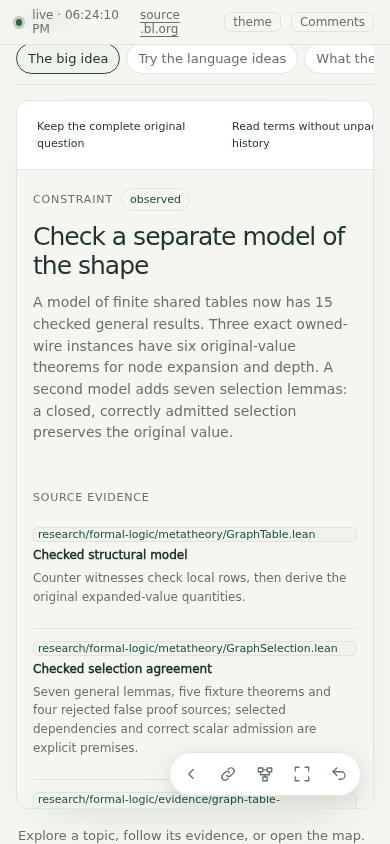 live · 06:24:10 PM
source.bl.org
theme
Comments
The big idea
Try the language ideas
What the
Keep the complete original question
Read terms without unpac
history
CONSTRAINT
observed
Check a separate model of
the shape
A model of finite shared tables now has 15
checked general results. Three exact owned-
wire instances have six original-value
theorems for node expansion and depth. A
second model adds seven selection lemmas:
a closed, correctly admitted selection
preserves the original value.
SOURCE EVIDENCE
research/formal-logic/metatheory/GraphTable.lean
Checked structural model
Counter witnesses check local rows, then derive the
original expanded-value quantities.
research/formal-logic/metatheory/GraphSelection.lean
Checked selection agreement
Seven general lemmas, five fixture theorems and
four rejected false proof sources; selected
dependencies and correct scalar admission are
explicit premises.
research/formal-logic/evidence/graph-table-
Explore a topic, follow its evidence, or open the map.